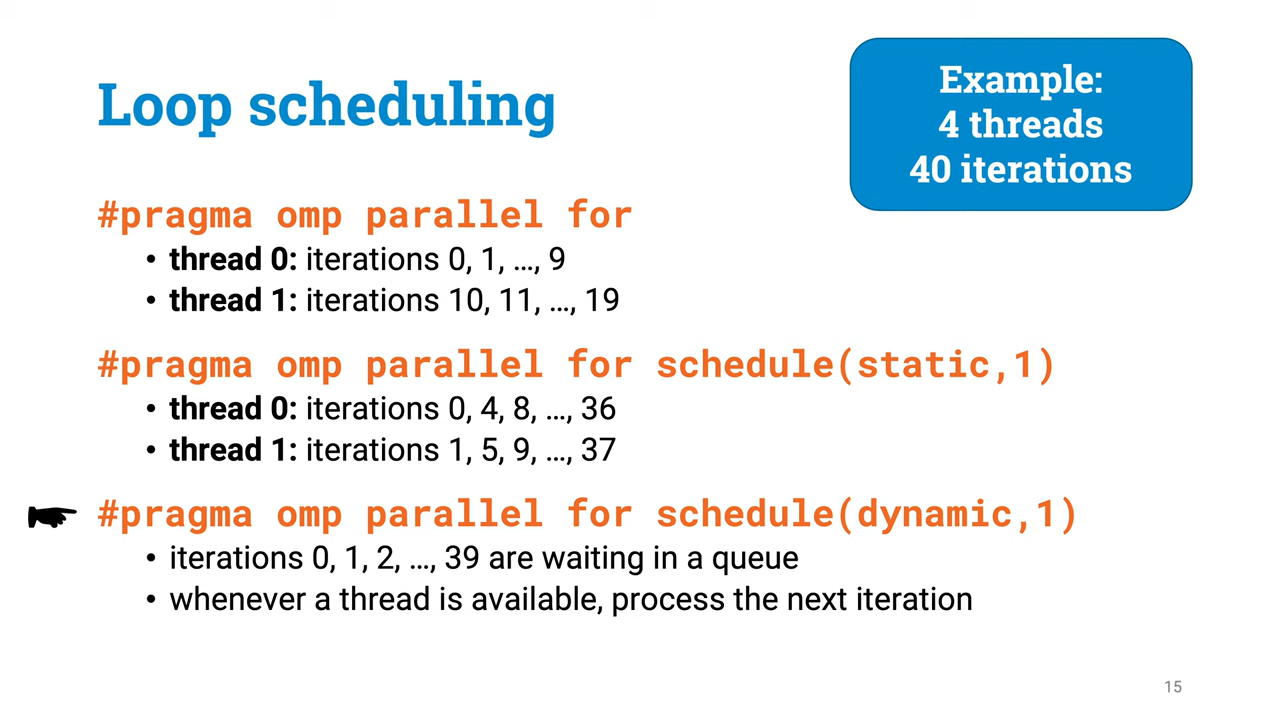 Loop scheduling
Example:
4 threads
40 iterations
#pragma omp parallel for
• thread 0: iterations 0, 1, …, 9
• thread 1: iterations 10, 11, …, 19
#pragma omp parallel for schedule(static,1)
• thread 0: iterations 0, 4, 8, …, 36
• thread 1: iterations 1, 5, 9, …, 37
#pragma omp parallel for schedule(dynamic,1)
• iterations 0, 1, 2, …, 39 are waiting in a queue
• whenever a thread is available, process the next iteration
15